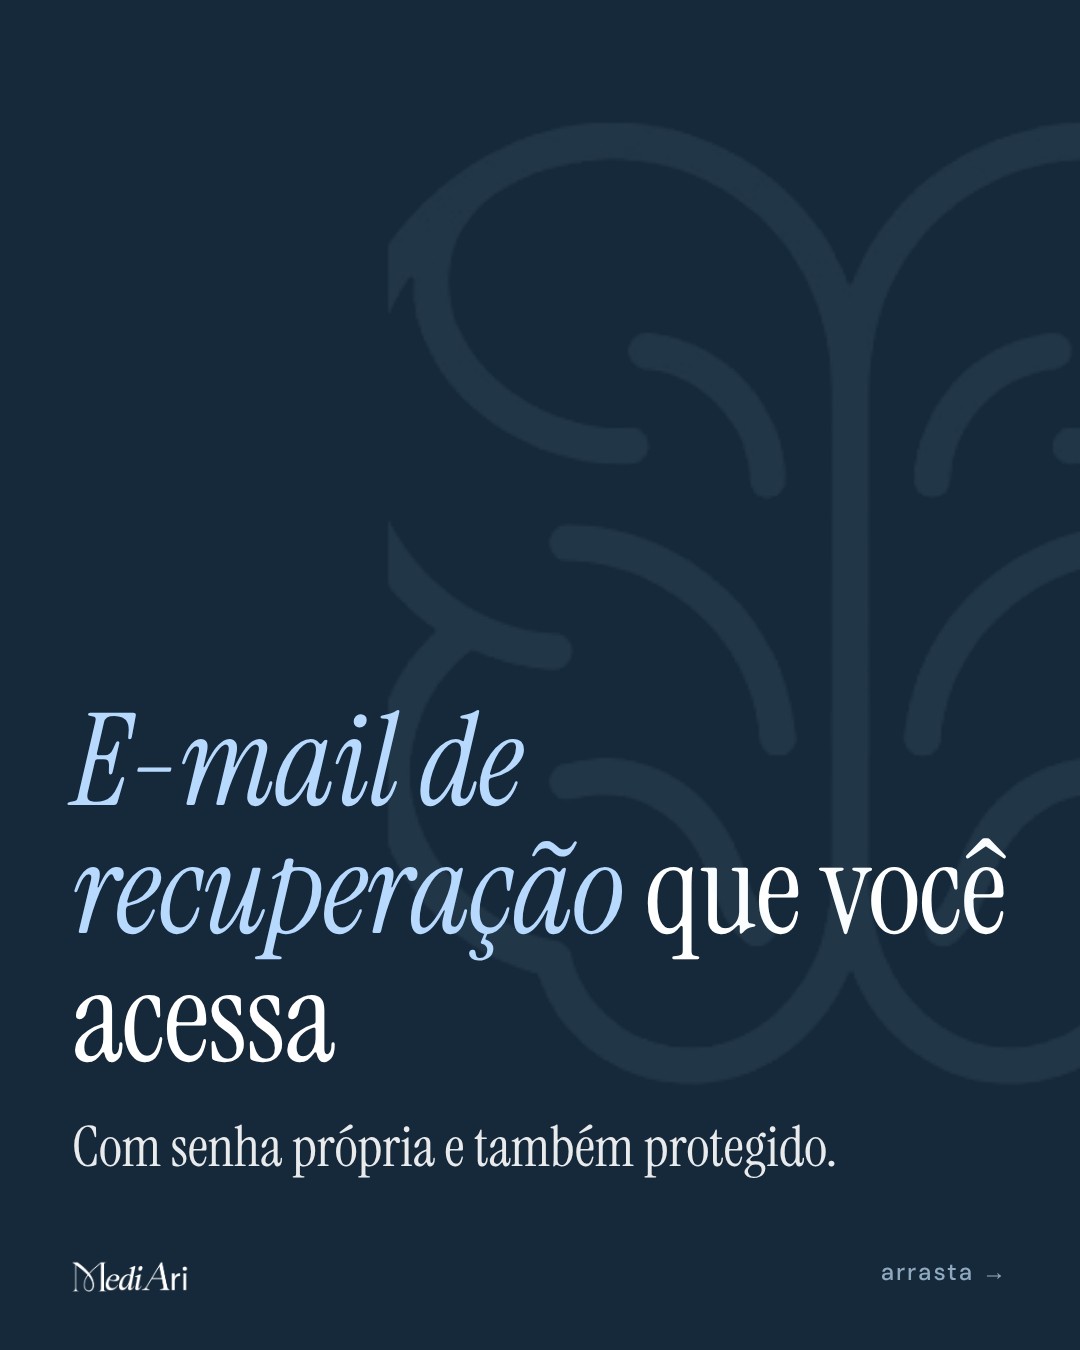 E-mail de
recuperação que você
acessa
Com senha própria e também protegido.
MediAri
arrasta →